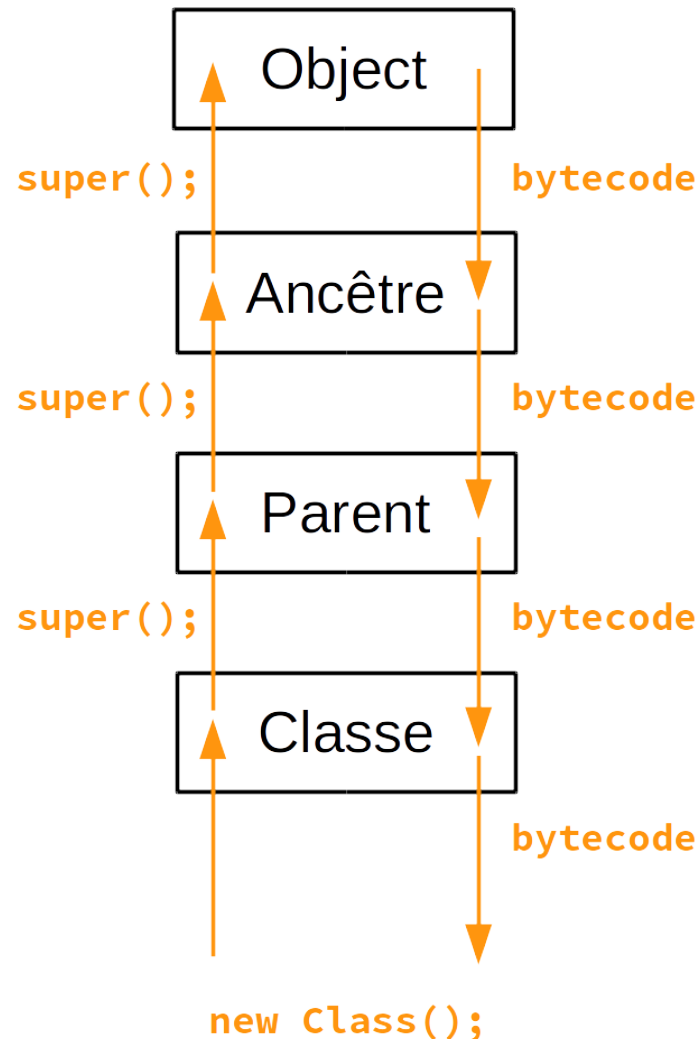 Object
super();
bytecode
Ancêtre
super();
bytecode
Parent
super();
bytecode
Classe
bytecode
new Class();